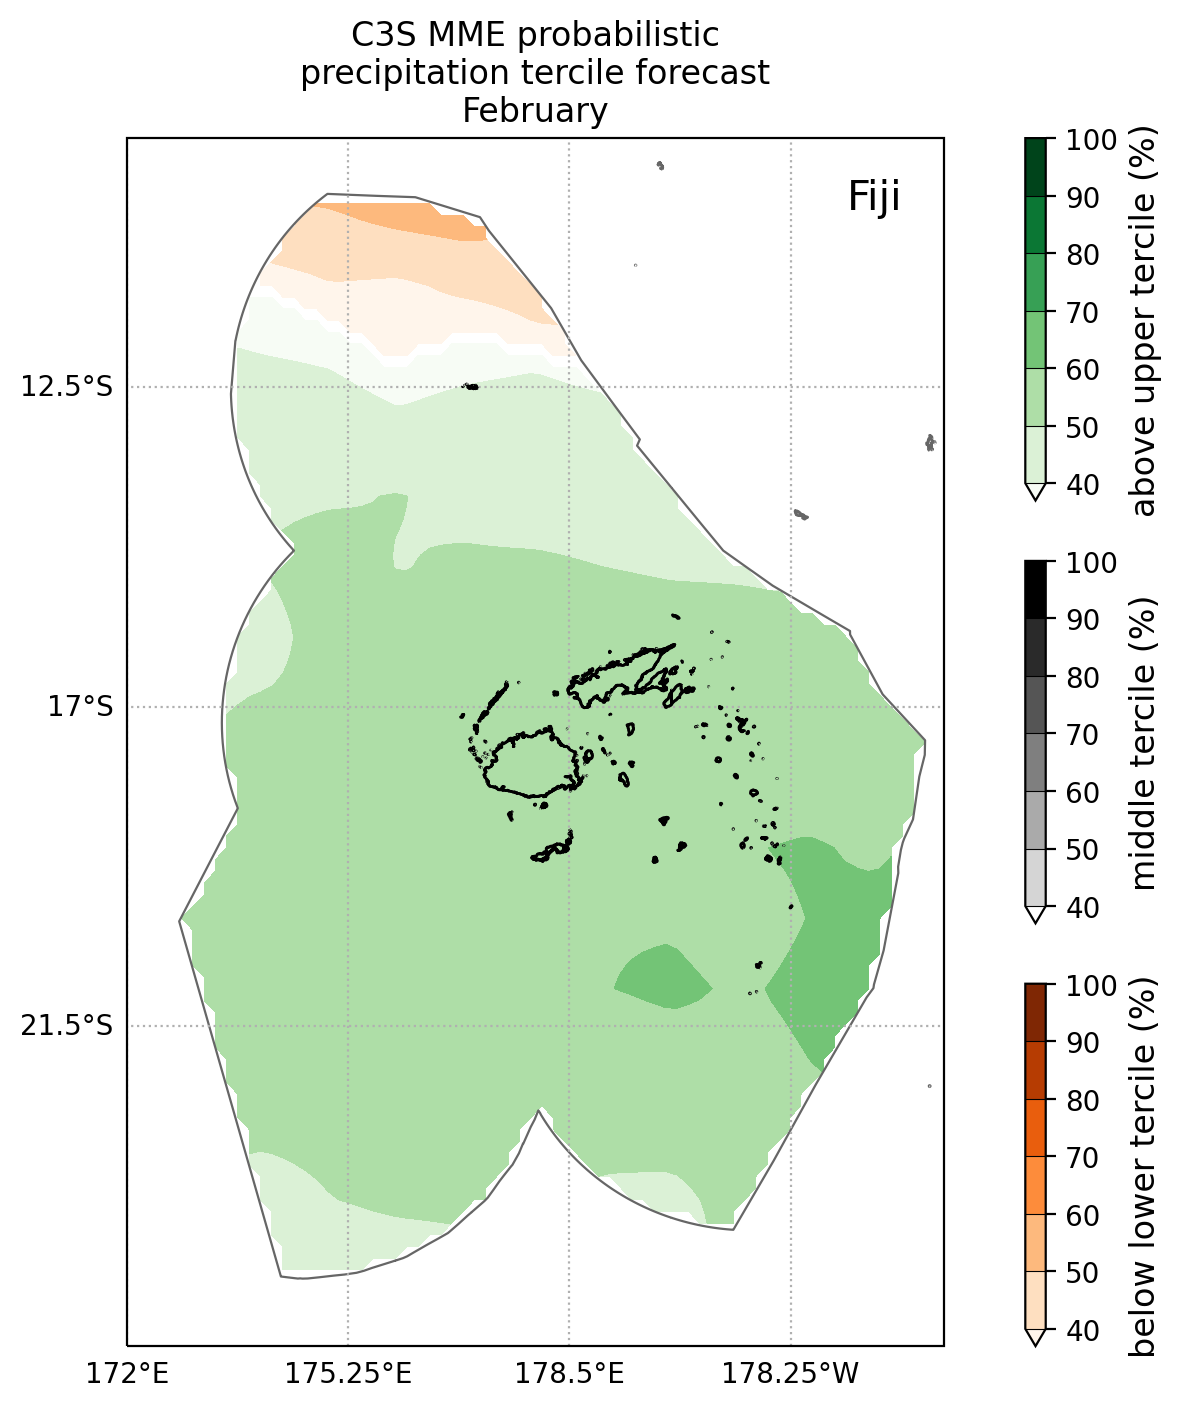 C3S MME probabilistic
precipitation tercile forecast
February
Fiji
12.5°S
17°S
21.5°S
172°E
175.25°E
178.5°E
178.25°W
100
90
80
70
60
50
40
above upper tercile (%)
100
90
80
70
60
50
40
middle tercile (%)
100
90
80
70
60
50
40
below lower tercile (%)